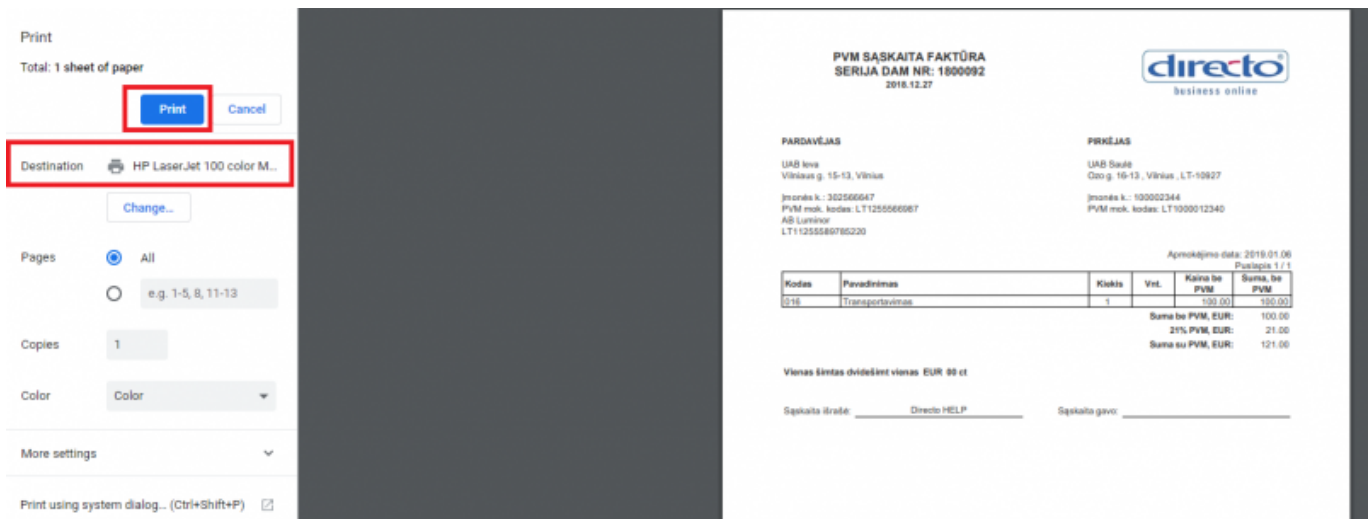 Print
Total: 1 sheet of paper
Print
Cancel
Destination
HP LaserJet 100 color M...
Change...
Pages
All
e.g. 1-5, 8, 11-13
Copies
1
Color
Color
More settings
Print using system dialog... (Ctrl+Shift+P)
PVM SĄSKAITA FAKTŪRA
SERIJA DAM NR: 1800092
2018.12.27
directo
business online
PARDAVĖJAS
UAB Ieva
Vilniaus g. 15-13, Vilnius
Įmonės k.: 302566647
PVM mok. kodas: LT1255566987
AB Luminor
LT11255589785220
PIRKĖJAS
UAB Saulė
Ozo g. 16-13 , Vilnius , LT-10927
Įmonės k.: 100002344
PVM mok. kodas: LT1000012340
Apmokėjimo data: 2019.01.06
Puslapis 1 / 1
Kodas Pavadinimas Kiekis Vnt. Kaina be PVM Suma, be PVM
016 Transportavimas 1 100.00 100.00
Suma be PVM, EUR: 100.00
21% PVM, EUR: 21.00
Suma su PVM, EUR: 121.00
Vienas šimtas dvidešimt vienas EUR 00 ct
Sąskaita išrašė: Directo HELP
Sąskaita gavo: